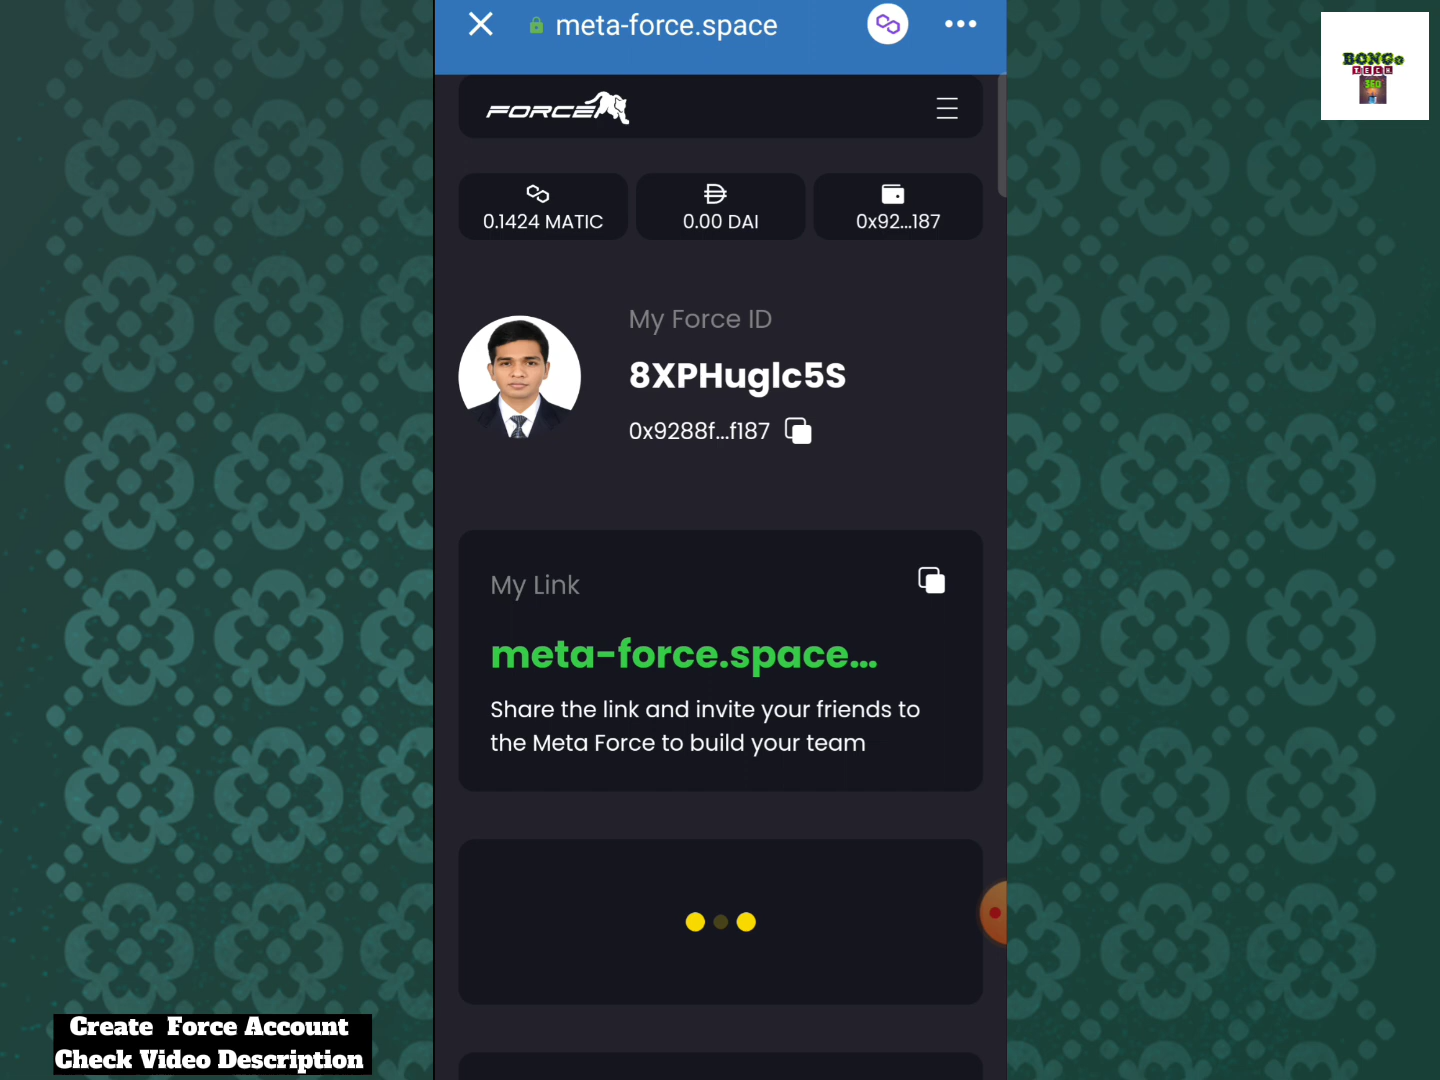 meta-force.space
BONGo
TECK
360
FORCE
0.1424 MATIC
0.00 DAI
0x92...187
My Force ID
8XPHuglc5S
0x9288f...f187
My Link
meta-force.space...
Share the link and invite your friends to
the Meta Force to build your team
Create Force Account
Check Video Description